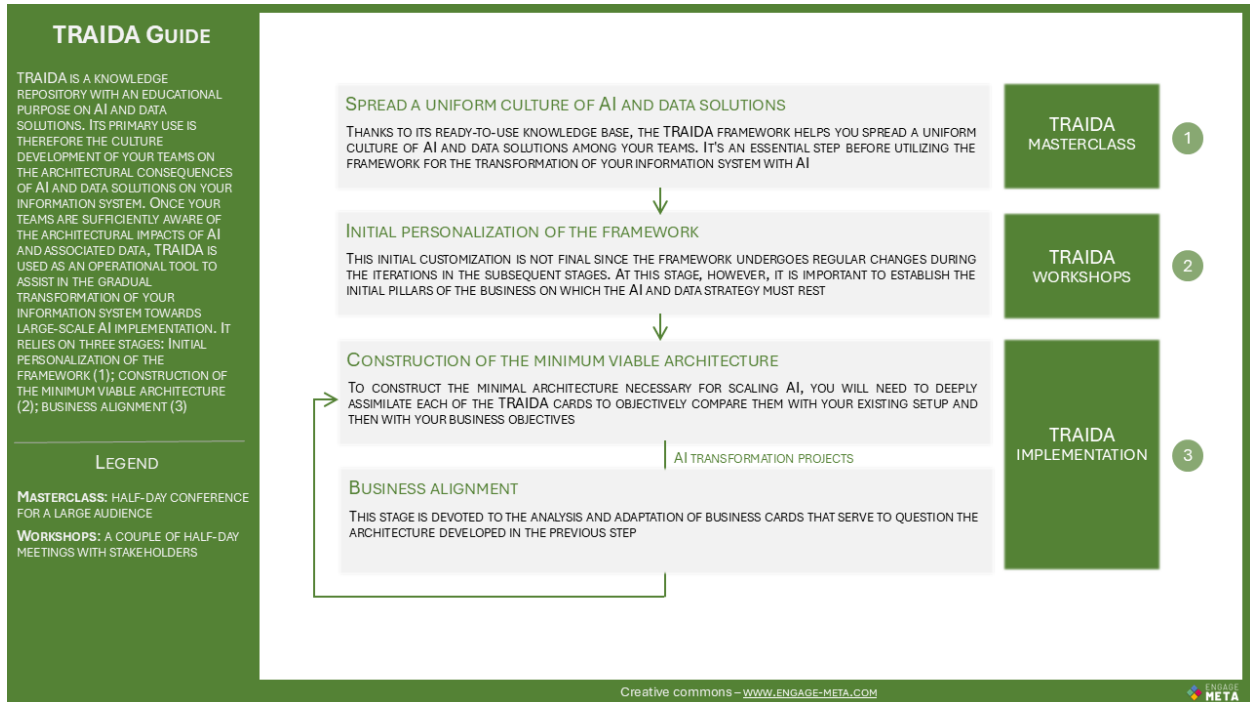 TRAIDA Guide
TRAIDA is a knowledge
repository with an educational
purpose on AI and data
solutions. Its primary use is
therefore the culture
development of your teams on
the architectural consequences
of AI and data solutions on your
information system. Once your
teams are sufficiently aware of
the architectural impacts of AI
and associated data, TRAIDA is
used as an operational tool to
assist in the gradual
transformation of your
information system towards
large-scale AI implementation. It
relies on three stages: Initial
personalization of the
framework (1); construction of
the minimum viable architecture
(2); business alignment (3)
Legend
Masterclass: half-day conference
for a large audience
Workshops: a couple of half-day
meetings with stakeholders
Spread a uniform culture of AI and data solutions
Thanks to its ready-to-use knowledge base, the TRAIDA framework helps you spread a uniform
culture of AI and data solutions among your teams. It's an essential step before utilizing the
framework for the transformation of your information system with AI
TRAIDA
masterclass
1
Initial personalization of the framework
This initial customization is not final since the framework undergoes regular changes during
the iterations in the subsequent stages. At this stage, however, it is important to establish the
initial pillars of the business on which the AI and data strategy must rest
TRAIDA
workshops
2
Construction of the minimum viable architecture
To construct the minimal architecture necessary for scaling AI, you will need to deeply
assimilate each of the TRAIDA cards to objectively compare them with your existing setup and
then with your business objectives
AI transformation projects
Business alignment
This stage is devoted to the analysis and adaptation of business cards that serve to question the
architecture developed in the previous step
TRAIDA
implementation
3
Creative commons – www.engage-meta.com
ENGAGE
META